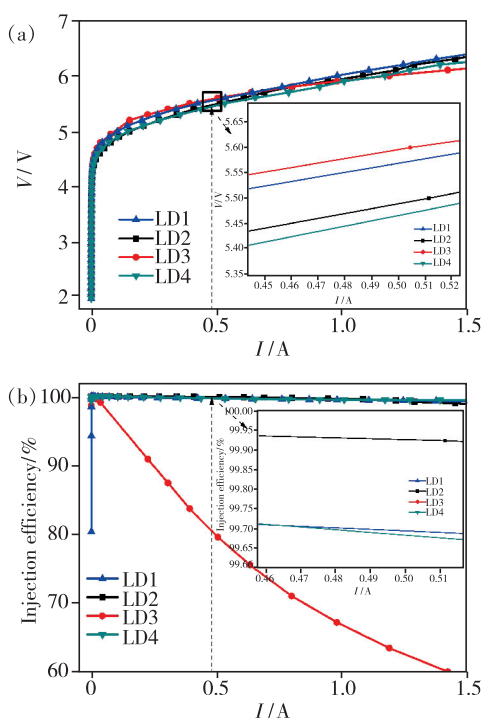 (a)
7
6
5
4
3
2
V/V
LD1
LD2
LD3
LD4
5.65
5.60
5.55
5.50
5.45
5.40
5.35
V/V
LD1
LD2
LD3
LD4
0.45 0.46 0.47 0.48 0.49 0.50 0.51 0.52
I/A
0 0.5 1.0 1.5
I/A
(b)
100
90
80
70
60
Injection efficiency/%
LD1
LD2
LD3
LD4
100.00
99.95
99.90
99.85
99.80
99.75
99.70
99.65
99.60
Injection efficiency/%
LD1
LD2
LD3
LD4
0.46 0.47 0.48 0.49 0.50 0.51
I/A
0 0.5 1.0 1.5
I/A